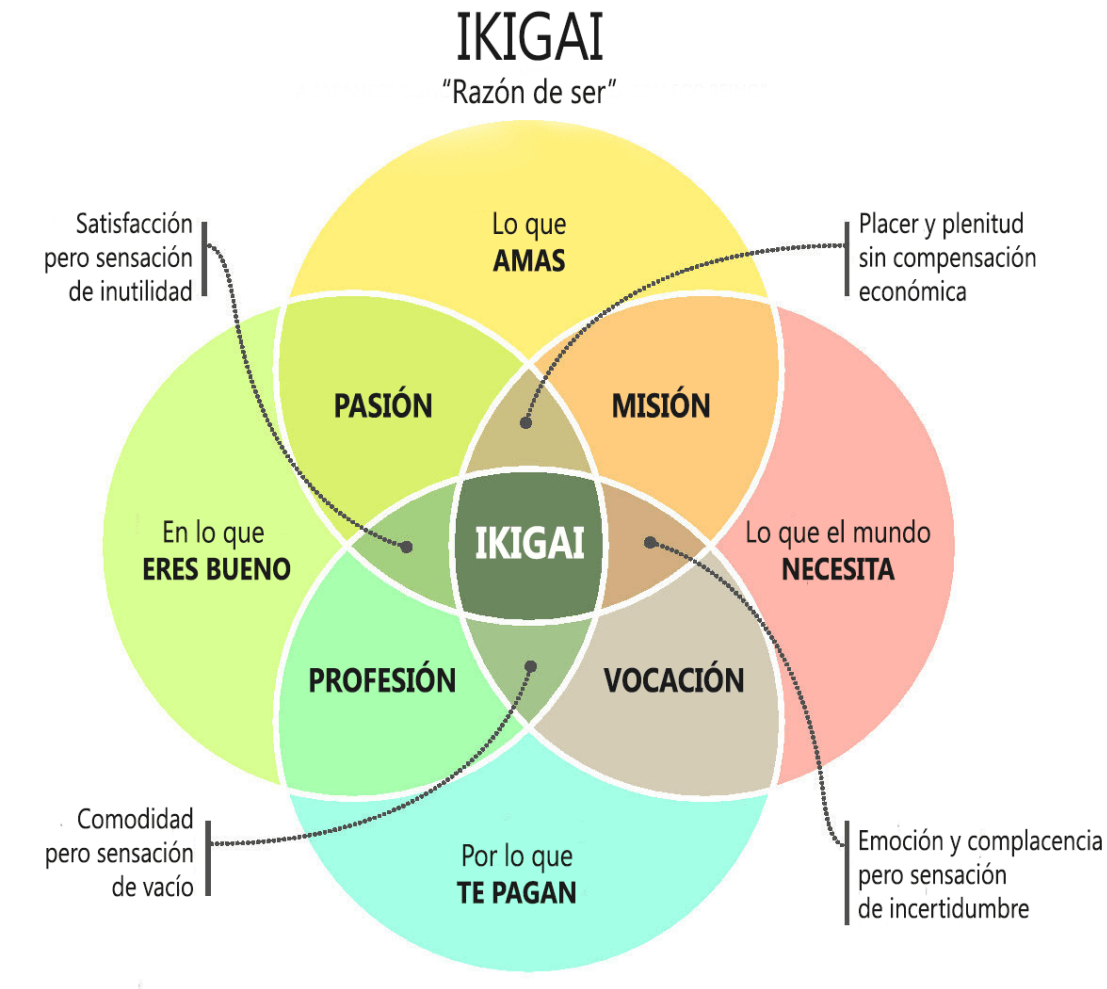 IKIGAI
“Razón de ser”
Lo que
AMAS
Satisfacción
pero sensación
de inutilidad
Placer y plenitud
sin compensación
económica
PASIÓN
MISIÓN
En lo que
ERES BUENO
IKIGAI
Lo que el mundo
NECESITA
PROFESIÓN
VOCACIÓN
Comodidad
pero sensación
de vacío
Por lo que
TE PAGAN
Emoción y complacencia
pero sensación
de incertidumbre